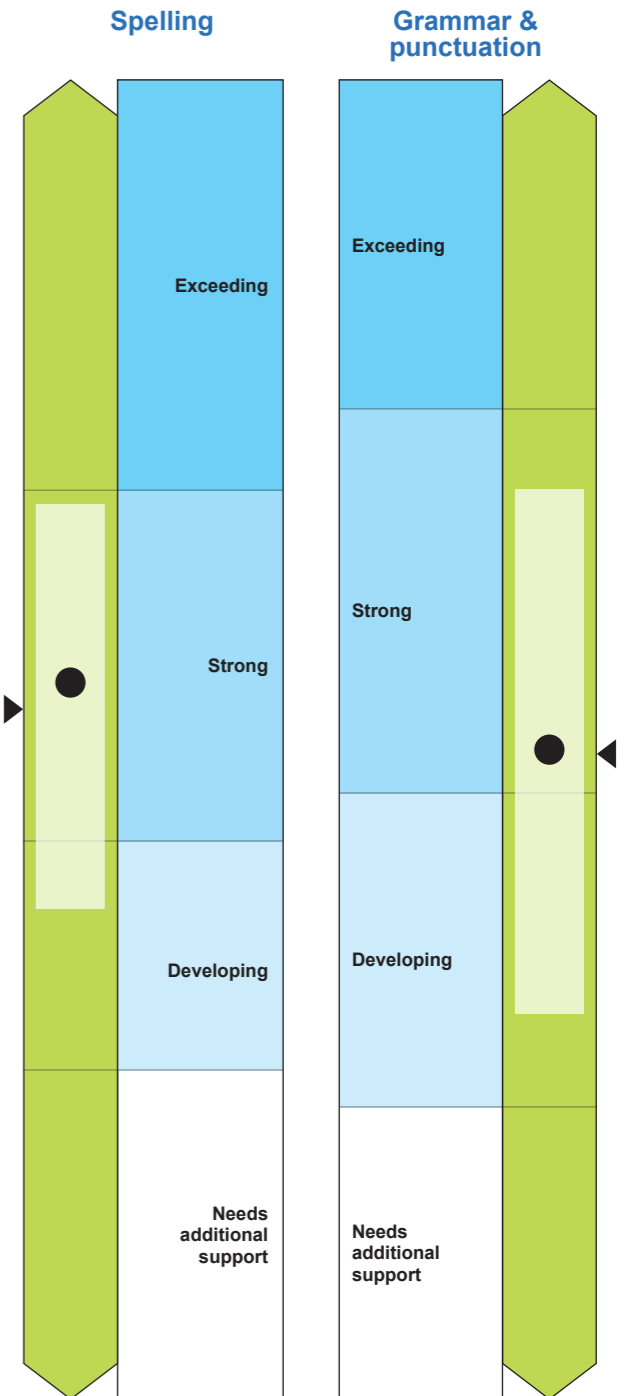 Spelling
Exceeding
Strong
Developing
Needs
additional
support
Grammar &
punctuation
Exceeding
Strong
Developing
Needs
additional
support